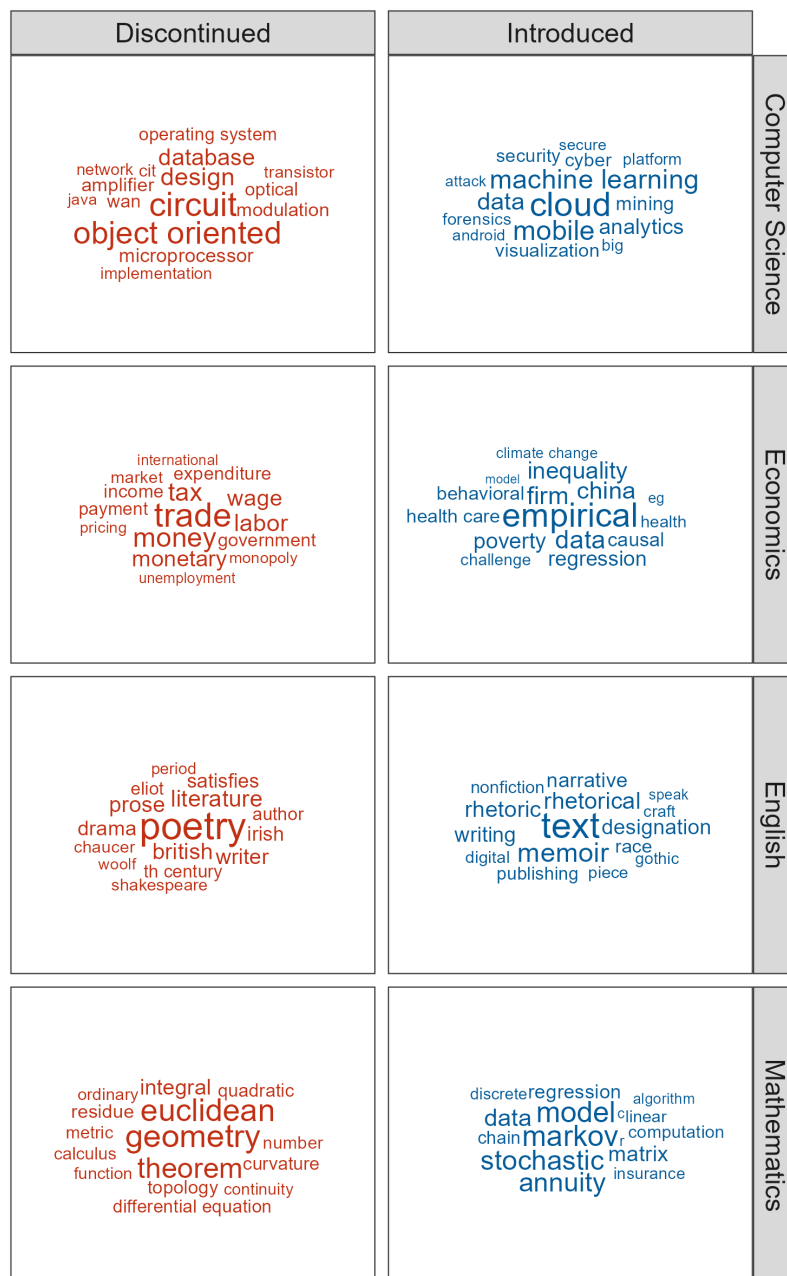 Discontinued
Introduced
Computer Science
operating system
database
network cit
design
transistor
amplifier
optical
java
wan
circuit
modulation
object oriented
microprocessor
implementation
secure
security
cyber
platform
attack
machine learning
data
cloud
mining
forensics
mobile
analytics
android
visualization
big
Economics
international
market
expenditure
income
tax
wage
payment
trade
labor
pricing
money
government
monetary
monopoly
unemployment
climate change
model
inequality
behavioral
firm
china
eg
health care
empirical
health
poverty
data
causal
challenge
regression
English
period
eliot
satisfies
prose
literature
author
drama
poetry
irish
chaucer
british
writer
woolf
th century
shakespeare
nonfiction
narrative
rhetoric
rhetorical
speak
craft
writing
text
designation
digital
memoir
race
gothic
publishing
piece
Mathematics
ordinary
integral
quadratic
residue
euclidean
metric
geometry
number
calculus
function
theorem
curvature
topology
continuity
differential equation
discrete
regression
algorithm
data
model
c
linear
chain
markov
r
computation
stochastic
matrix
annuity
insurance